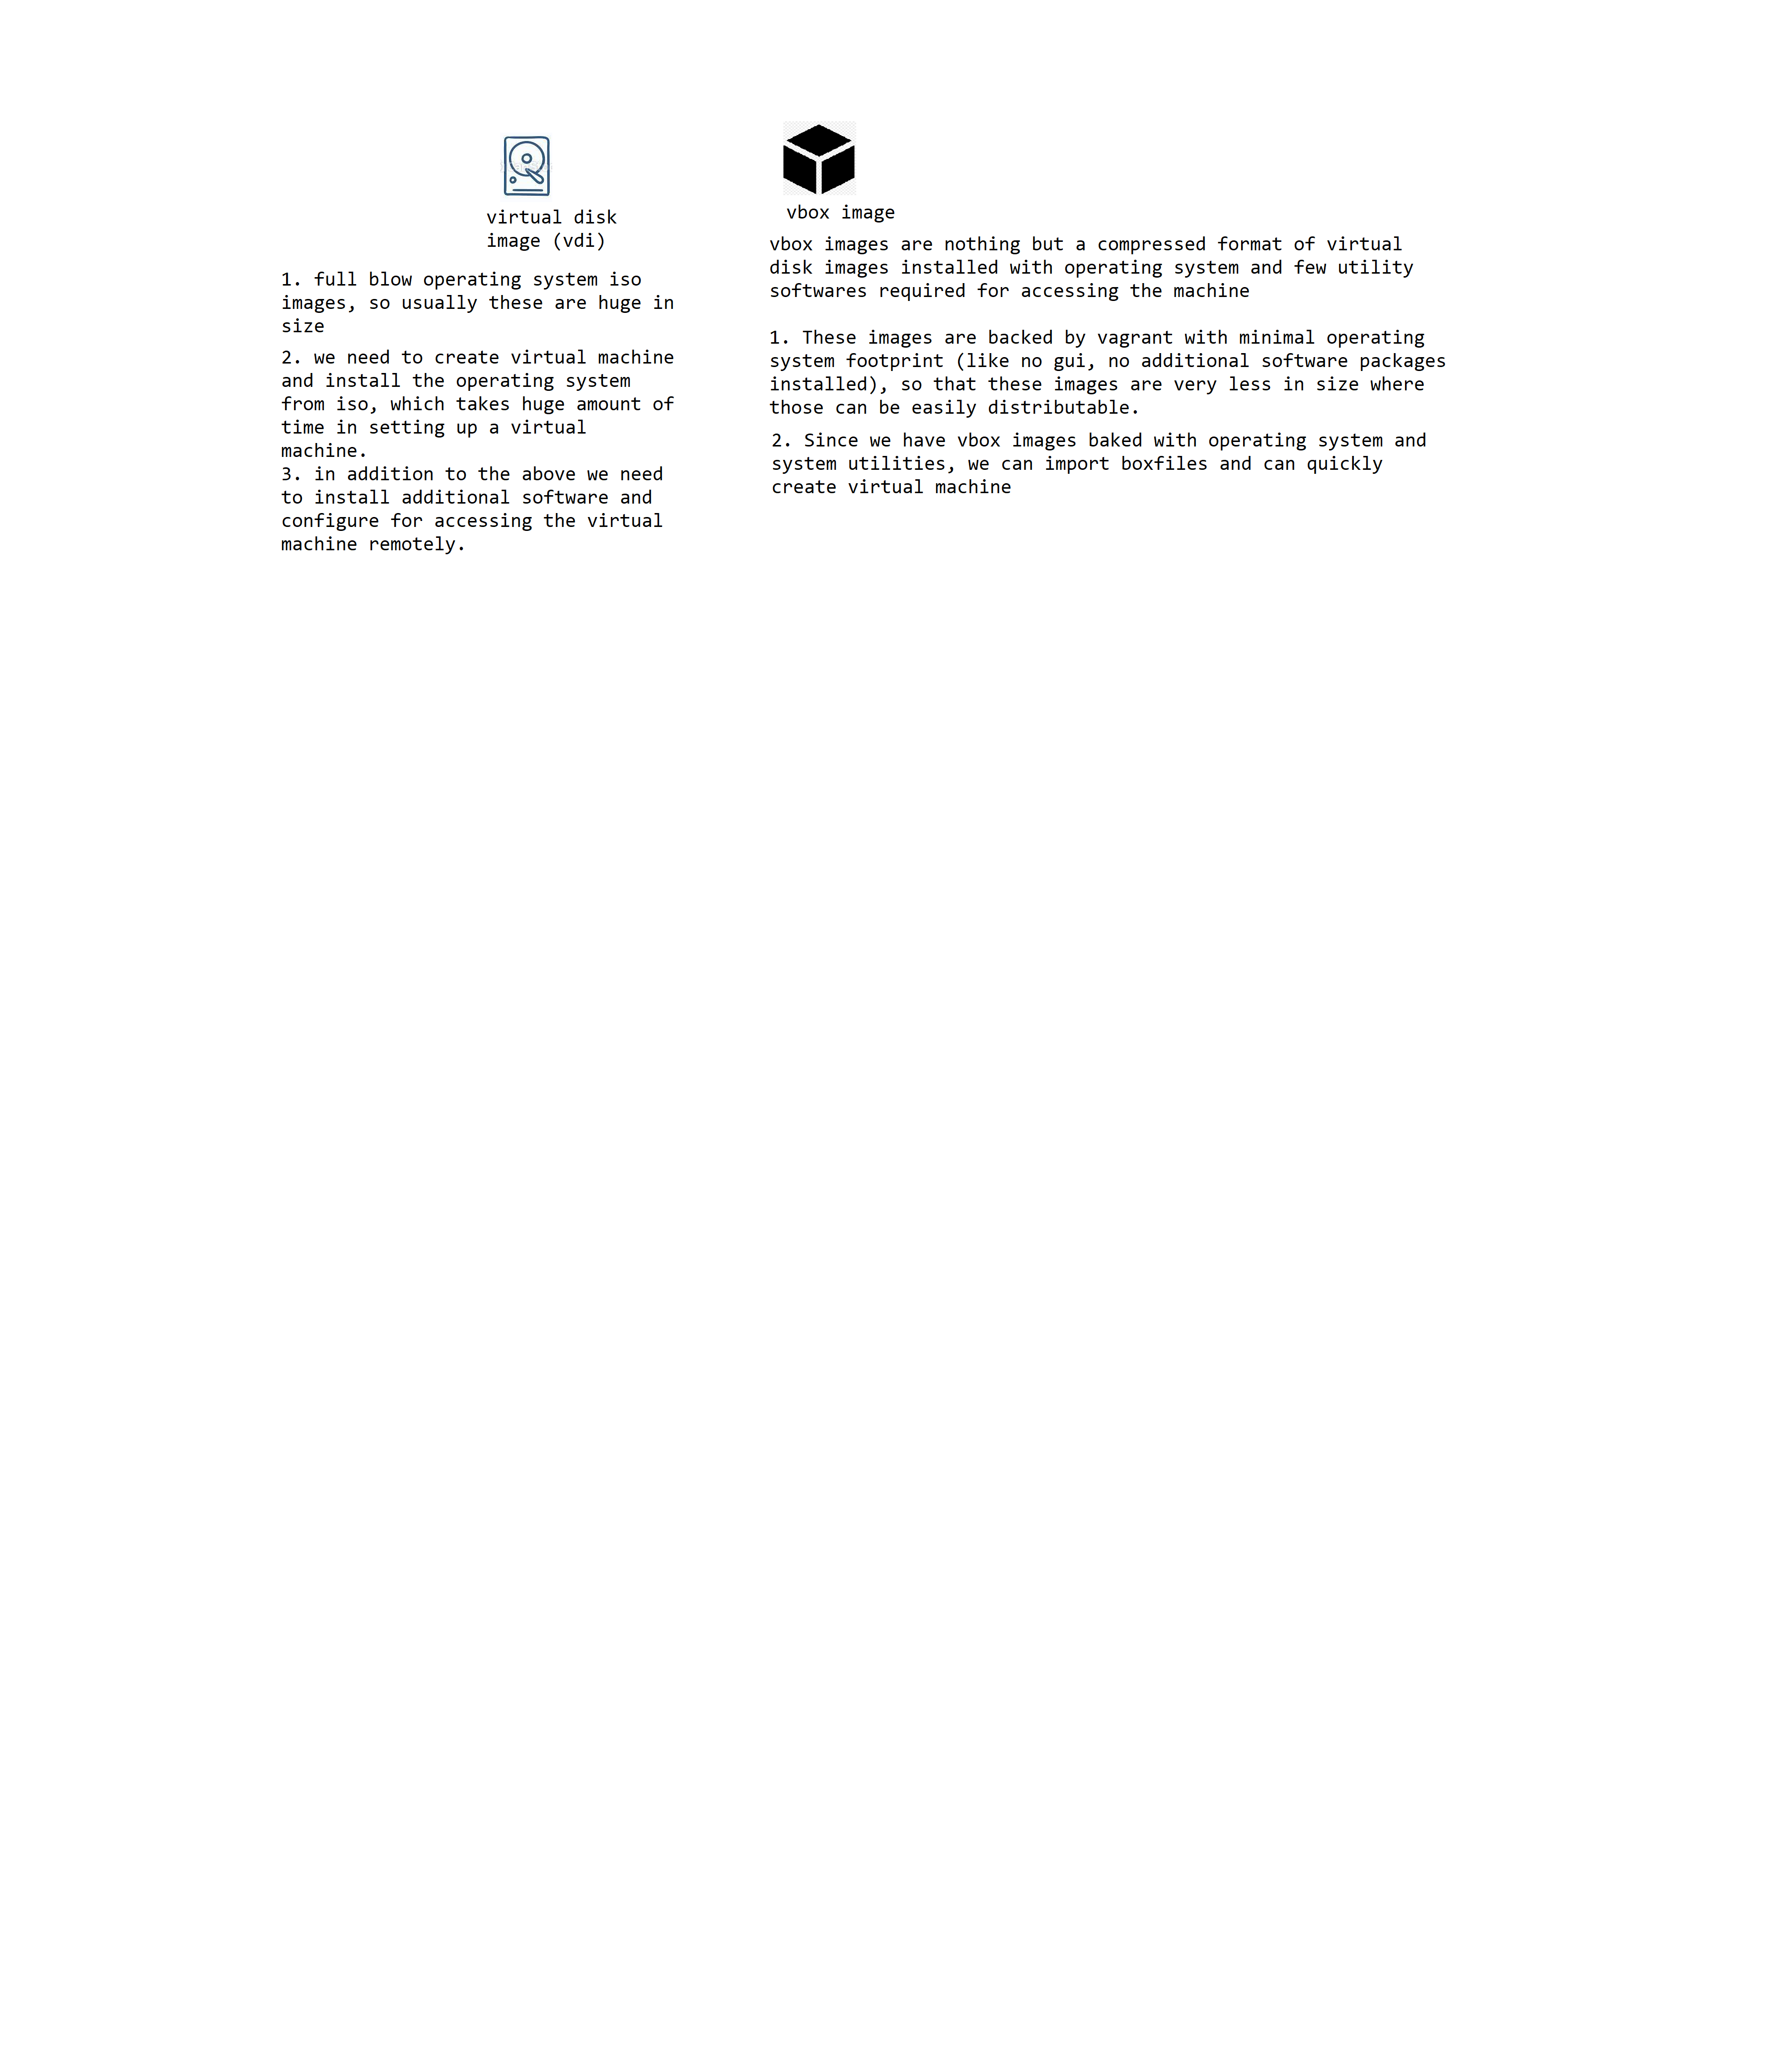 virtual disk
image (vdi)
1. full blow operating system iso
images, so usually these are huge in
size
2. we need to create virtual machine
and install the operating system
from iso, which takes huge amount of
time in setting up a virtual
machine.
3. in addition to the above we need
to install additional software and
configure for accessing the virtual
machine remotely.
vbox image
vbox images are nothing but a compressed format of virtual
disk images installed with operating system and few utility
softwares required for accessing the machine
1. These images are backed by vagrant with minimal operating
system footprint (like no gui, no additional software packages
installed), so that these images are very less in size where
those can be easily distributable.
2. Since we have vbox images baked with operating system and
system utilities, we can import boxfiles and can quickly
create virtual machine